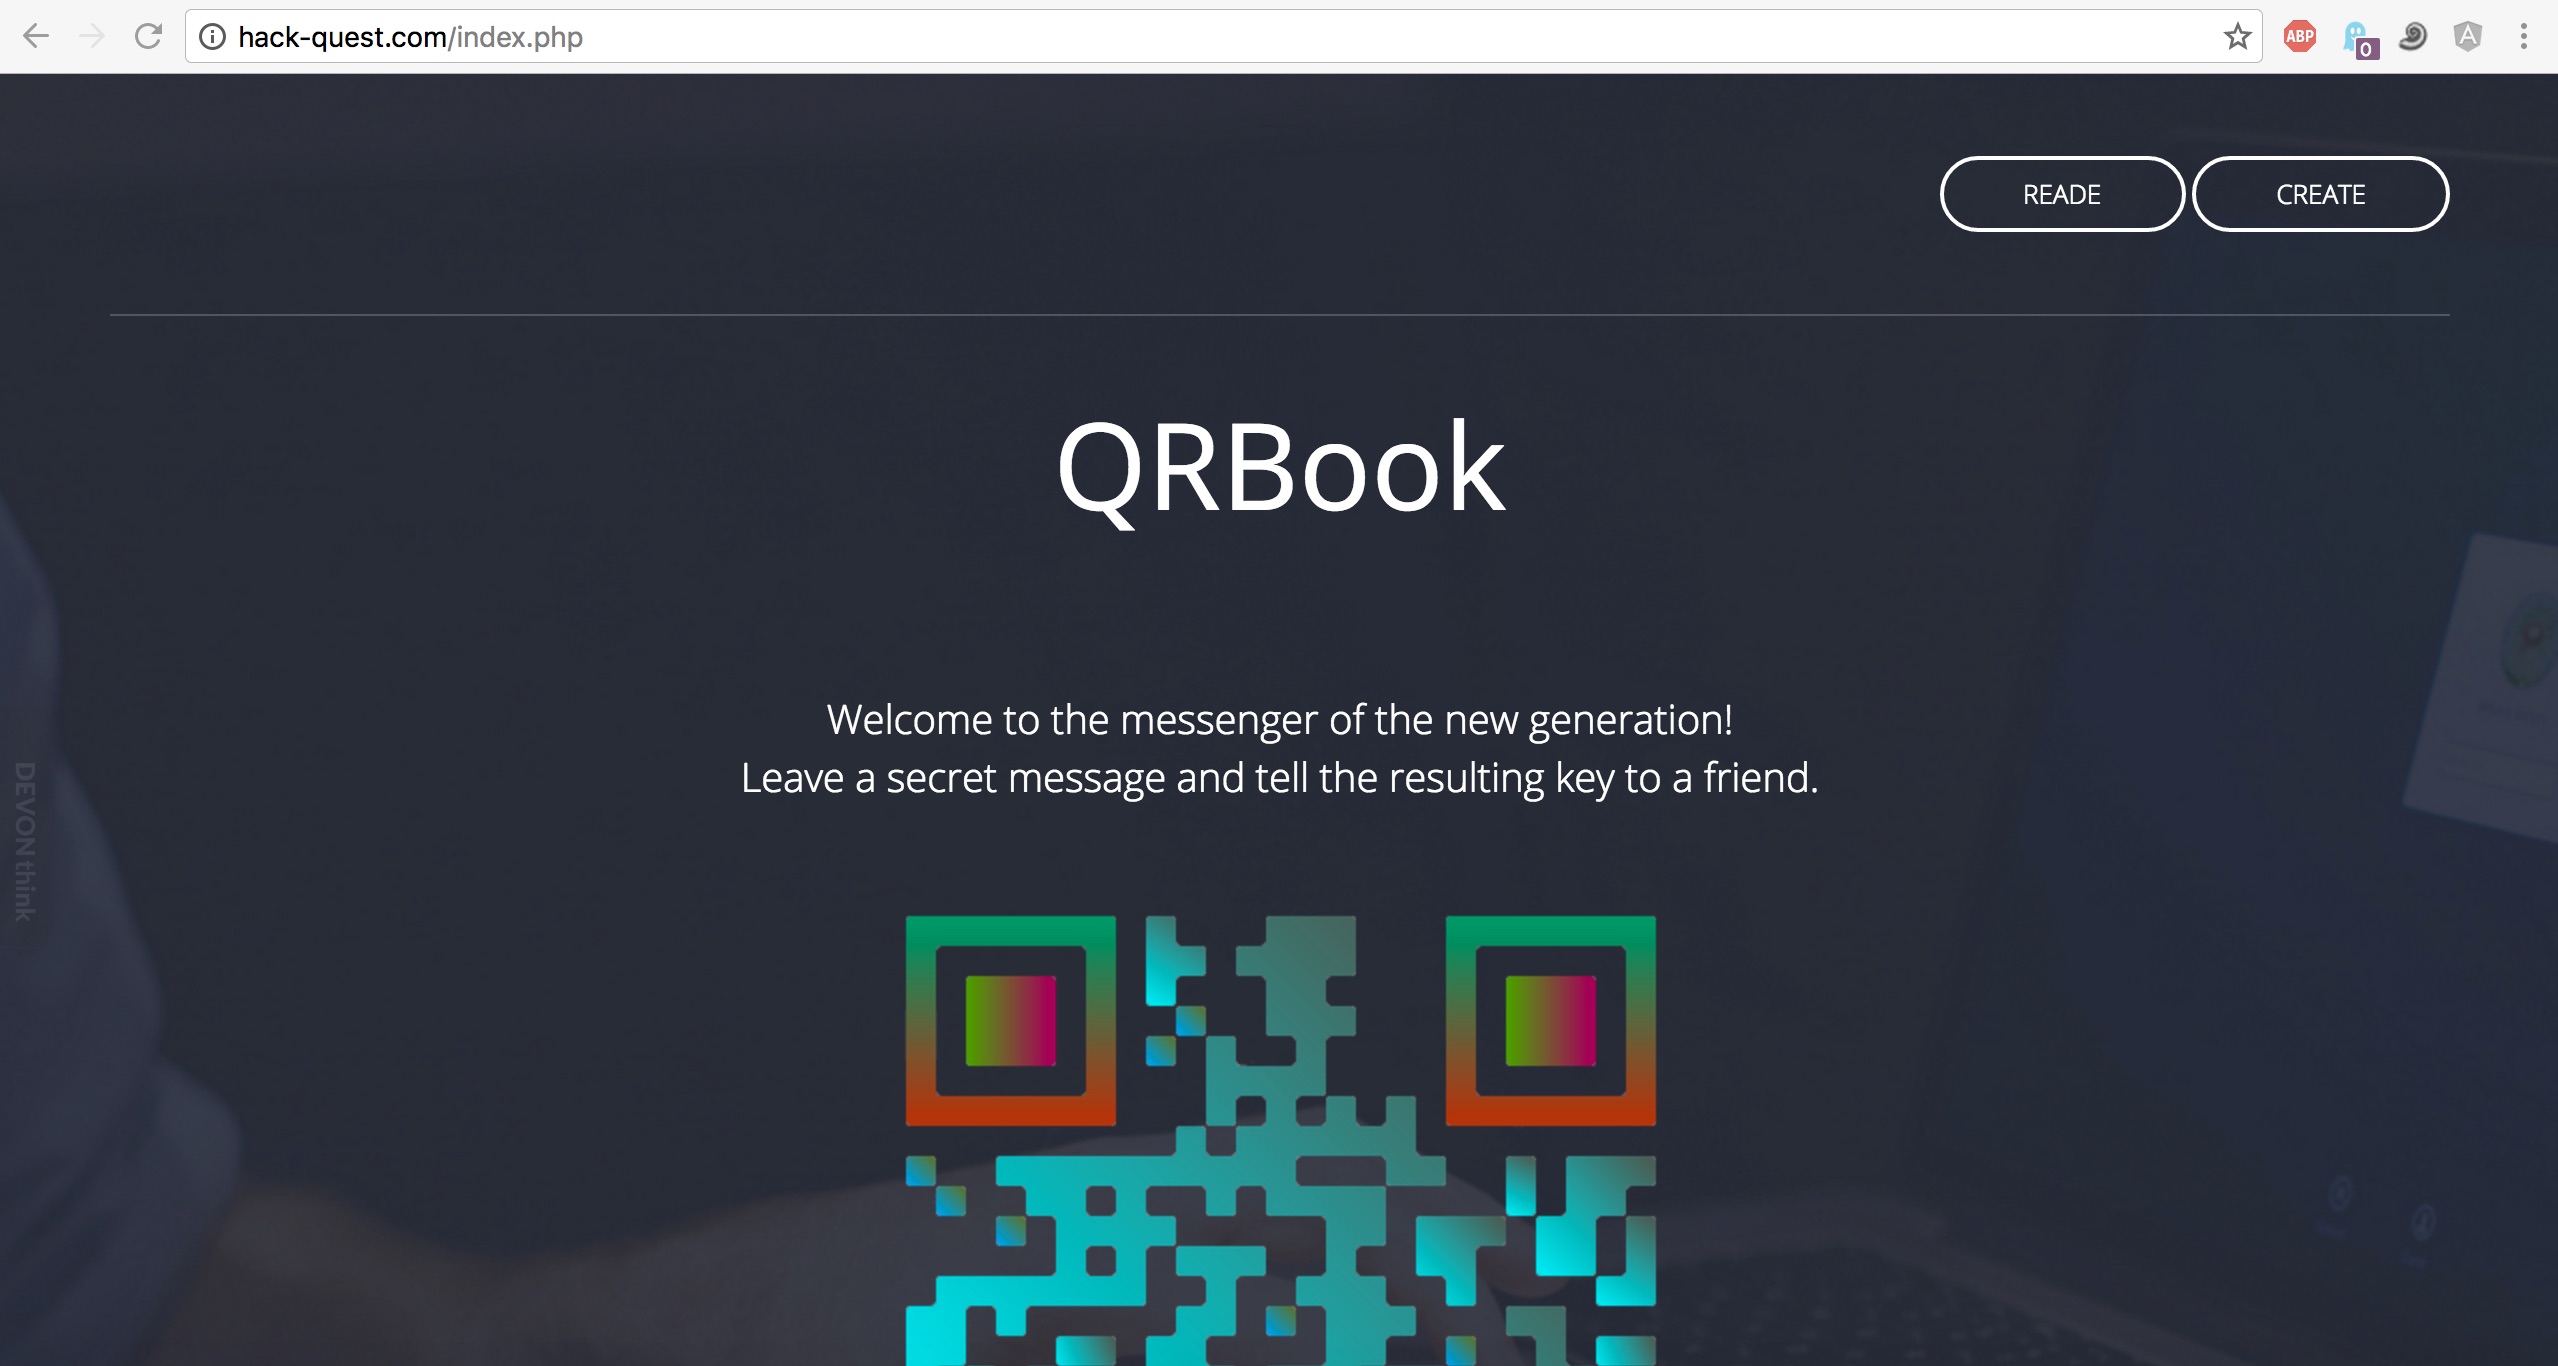 hack-quest.com/index.php
ABP
0
A
READE
CREATE
QRBook
Welcome to the messenger of the new generation!
Leave a secret message and tell the resulting key to a friend.
DEVONthink